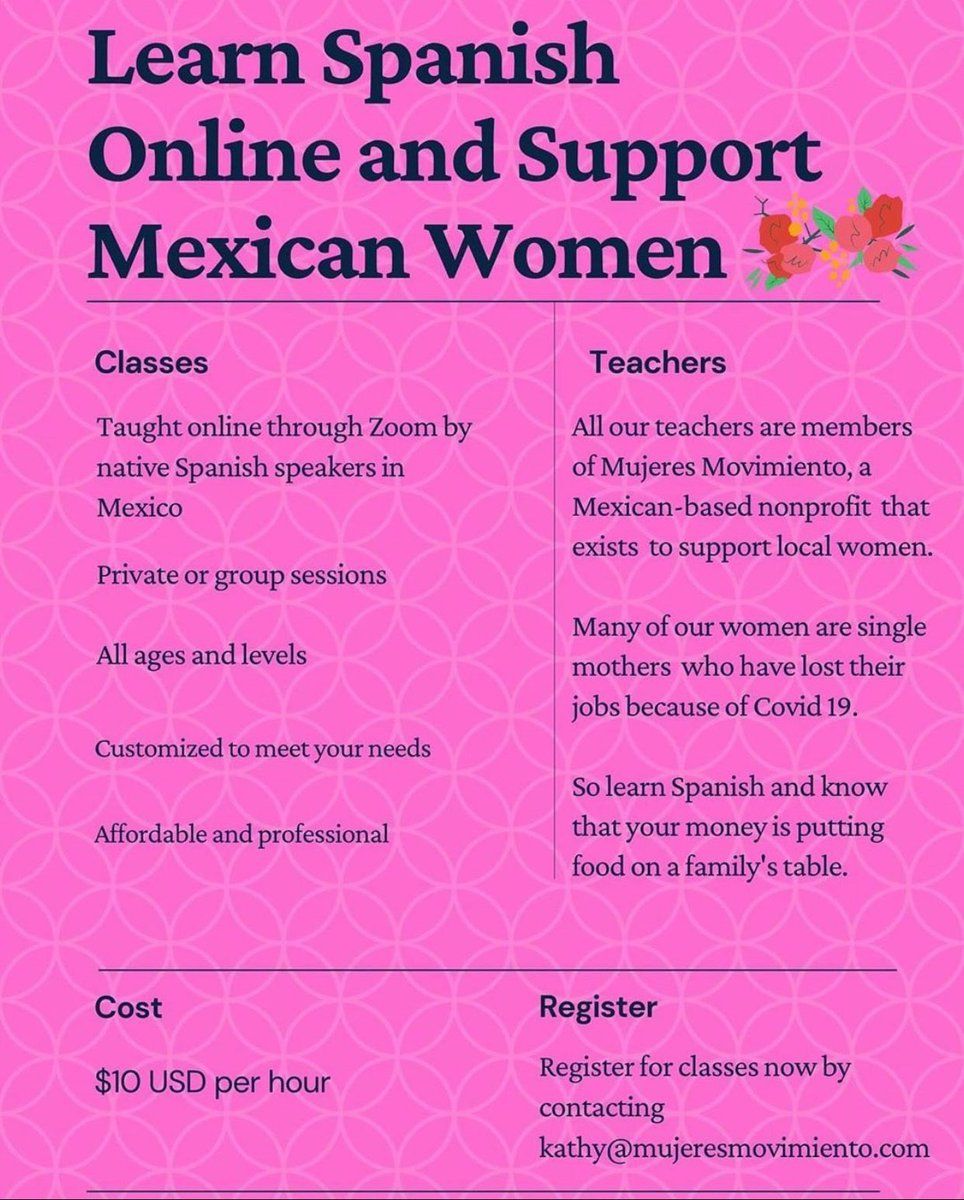 Learn Spanish
Online and Support
Mexican Women
Classes
Taught online through Zoom by
native Spanish speakers in
Mexico
Private or group sessions
All ages and levels
Customized to meet your needs
Affordable and professional
Teachers
All our teachers are members
of Mujeres Movimiento, a
Mexican-based nonprofit that
exists to support local women.
Many of our women are single
mothers who have lost their
jobs because of Covid 19.
So learn Spanish and know
that your money is putting
food on a family's table.
Cost
$10 USD per hour
Register
Register for classes now by
contacting
kathy@mujeresmovimiento.com